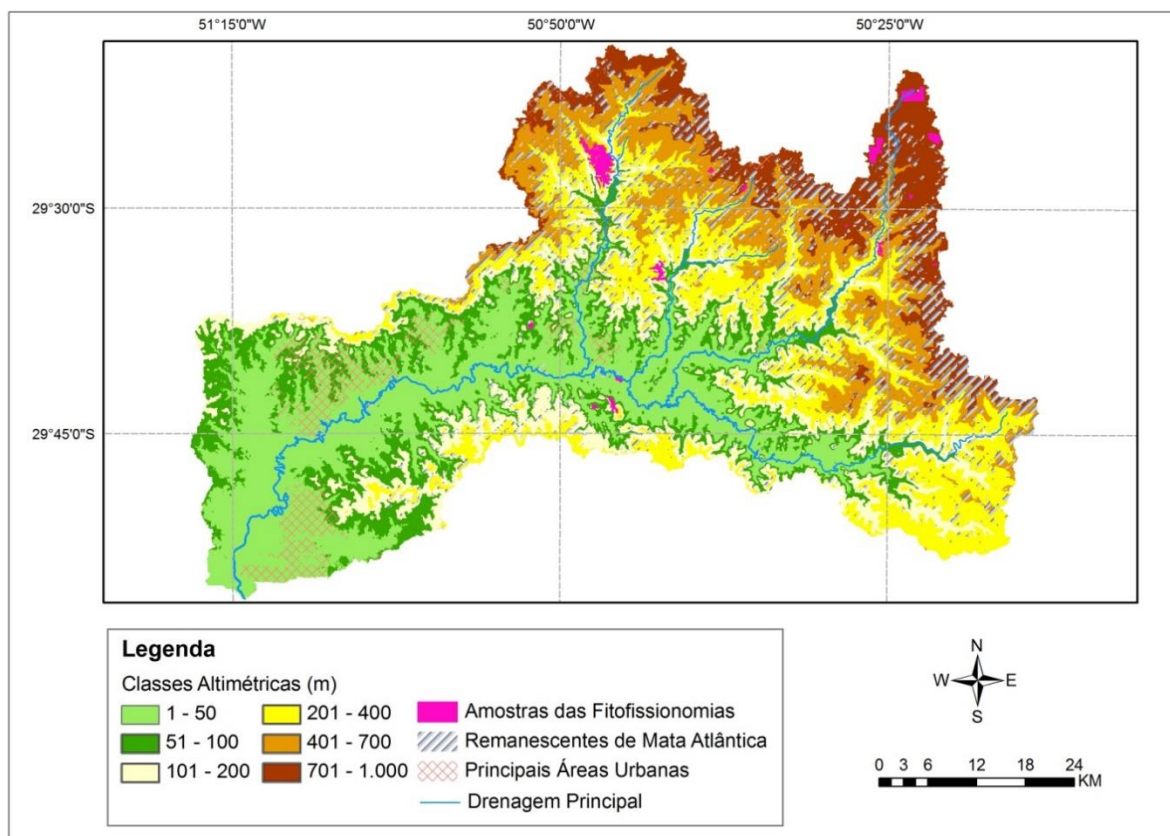 51°15'0"W 50°50'0"W 50°25'0"W
29°30'0"S
29°45'0"S
Legenda
Classes Altimétricas (m)
1 - 50
51 - 100
101 - 200
201 - 400
401 - 700
701 - 1.000
Amostras das Fitofissionomias
Remanescentes de Mata Atlântica
Principais Áreas Urbanas
Drenagem Principal
N
W E
S
0 3 6 12 18 24
KM